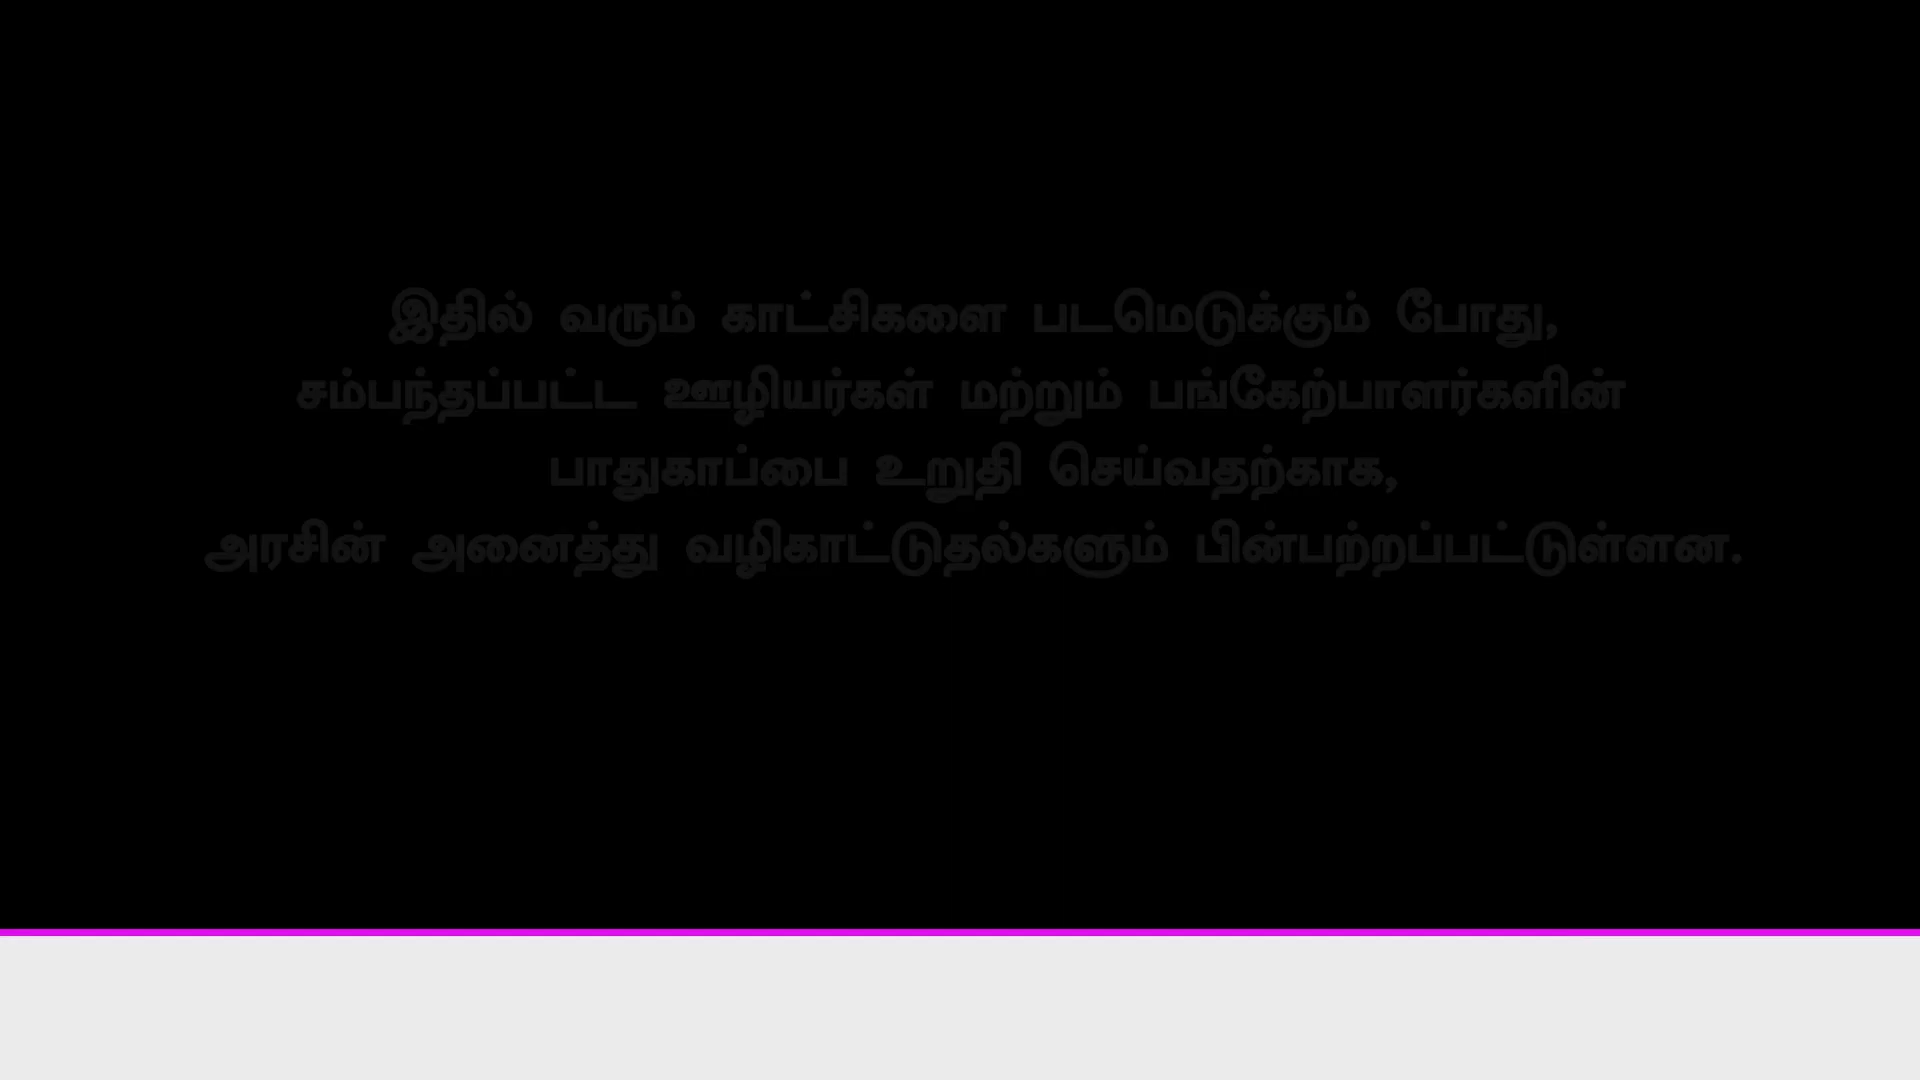 இதில் வரும் காட்சிகளை படமெடுக்கும் போது,
சம்பந்தப்பட்ட ஊழியர்கள் மற்றும் பங்கேற்பாளர்களின்
பாதுகாப்பை உறுதி செய்வதற்காக,
அரசின் அனைத்து வழிகாட்டுதல்களும் பின்பற்றப்பட்டுள்ளன.